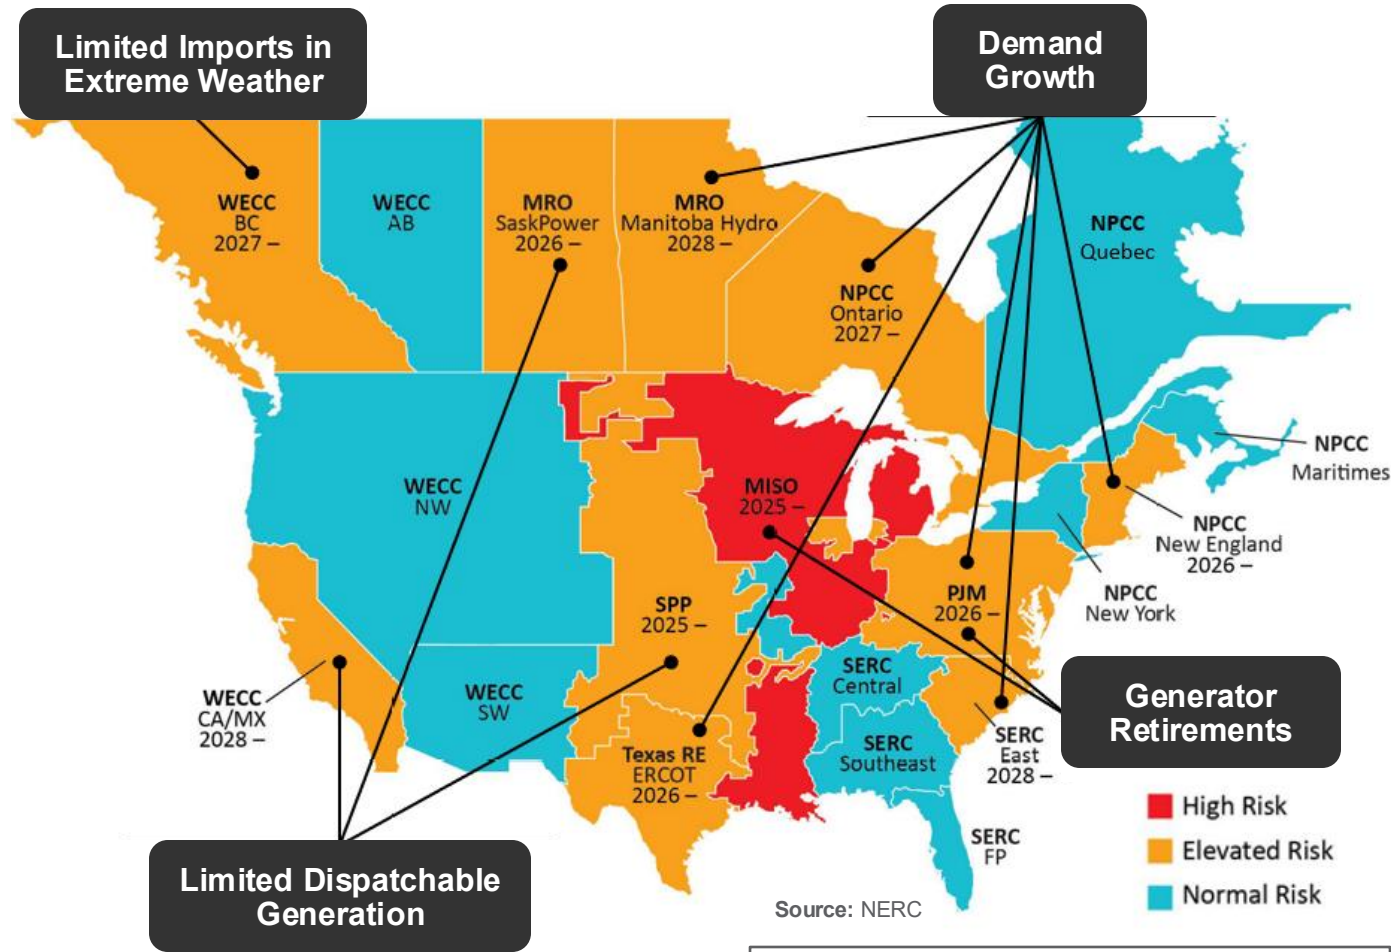 Limited Imports in
Extreme Weather
Demand
Growth
WECC
BC
2027 –
WECC
AB
MRO
SaskPower
2026 –
MRO
Manitoba Hydro
2028 –
NPCC
Ontario
2027 –
NPCC
Quebec
NPCC
Maritimes
WECC
NW
MISO
2025 –
NPCC
New England
2026 –
NPCC
New York
PJM
2026 –
SPP
2025 –
WECC
CA/MX
2028 –
WECC
SW
SERC
Central
Generator
Retirements
SERC
Southeast
SERC
East
2028 –
Texas RE
ERCOT
2026 –
SERC
FP
High Risk
Elevated Risk
Normal Risk
Limited Dispatchable
Generation
Source: NERC